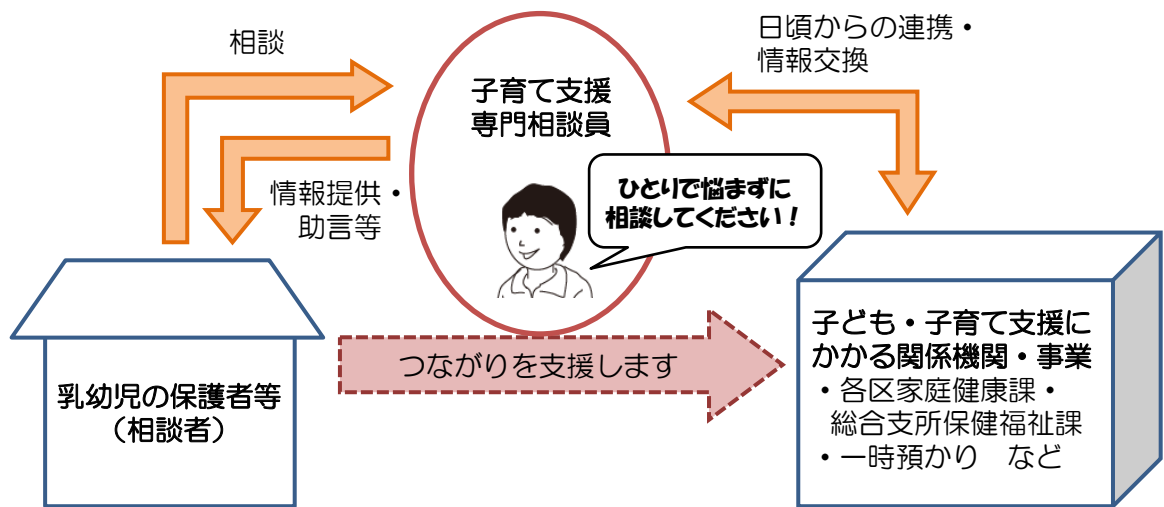 相談
子育て支援
専門相談員
日頃からの連携・
情報交換
情報提供・
助言等
ひとりで悩まずに
相談してください！
つながりを支援します
乳幼児の保護者等
（相談者）
子ども・子育て支援に
かかる関係機関・事業
・各区家庭健康課・
総合支所保健福祉課
・一時預かり　など